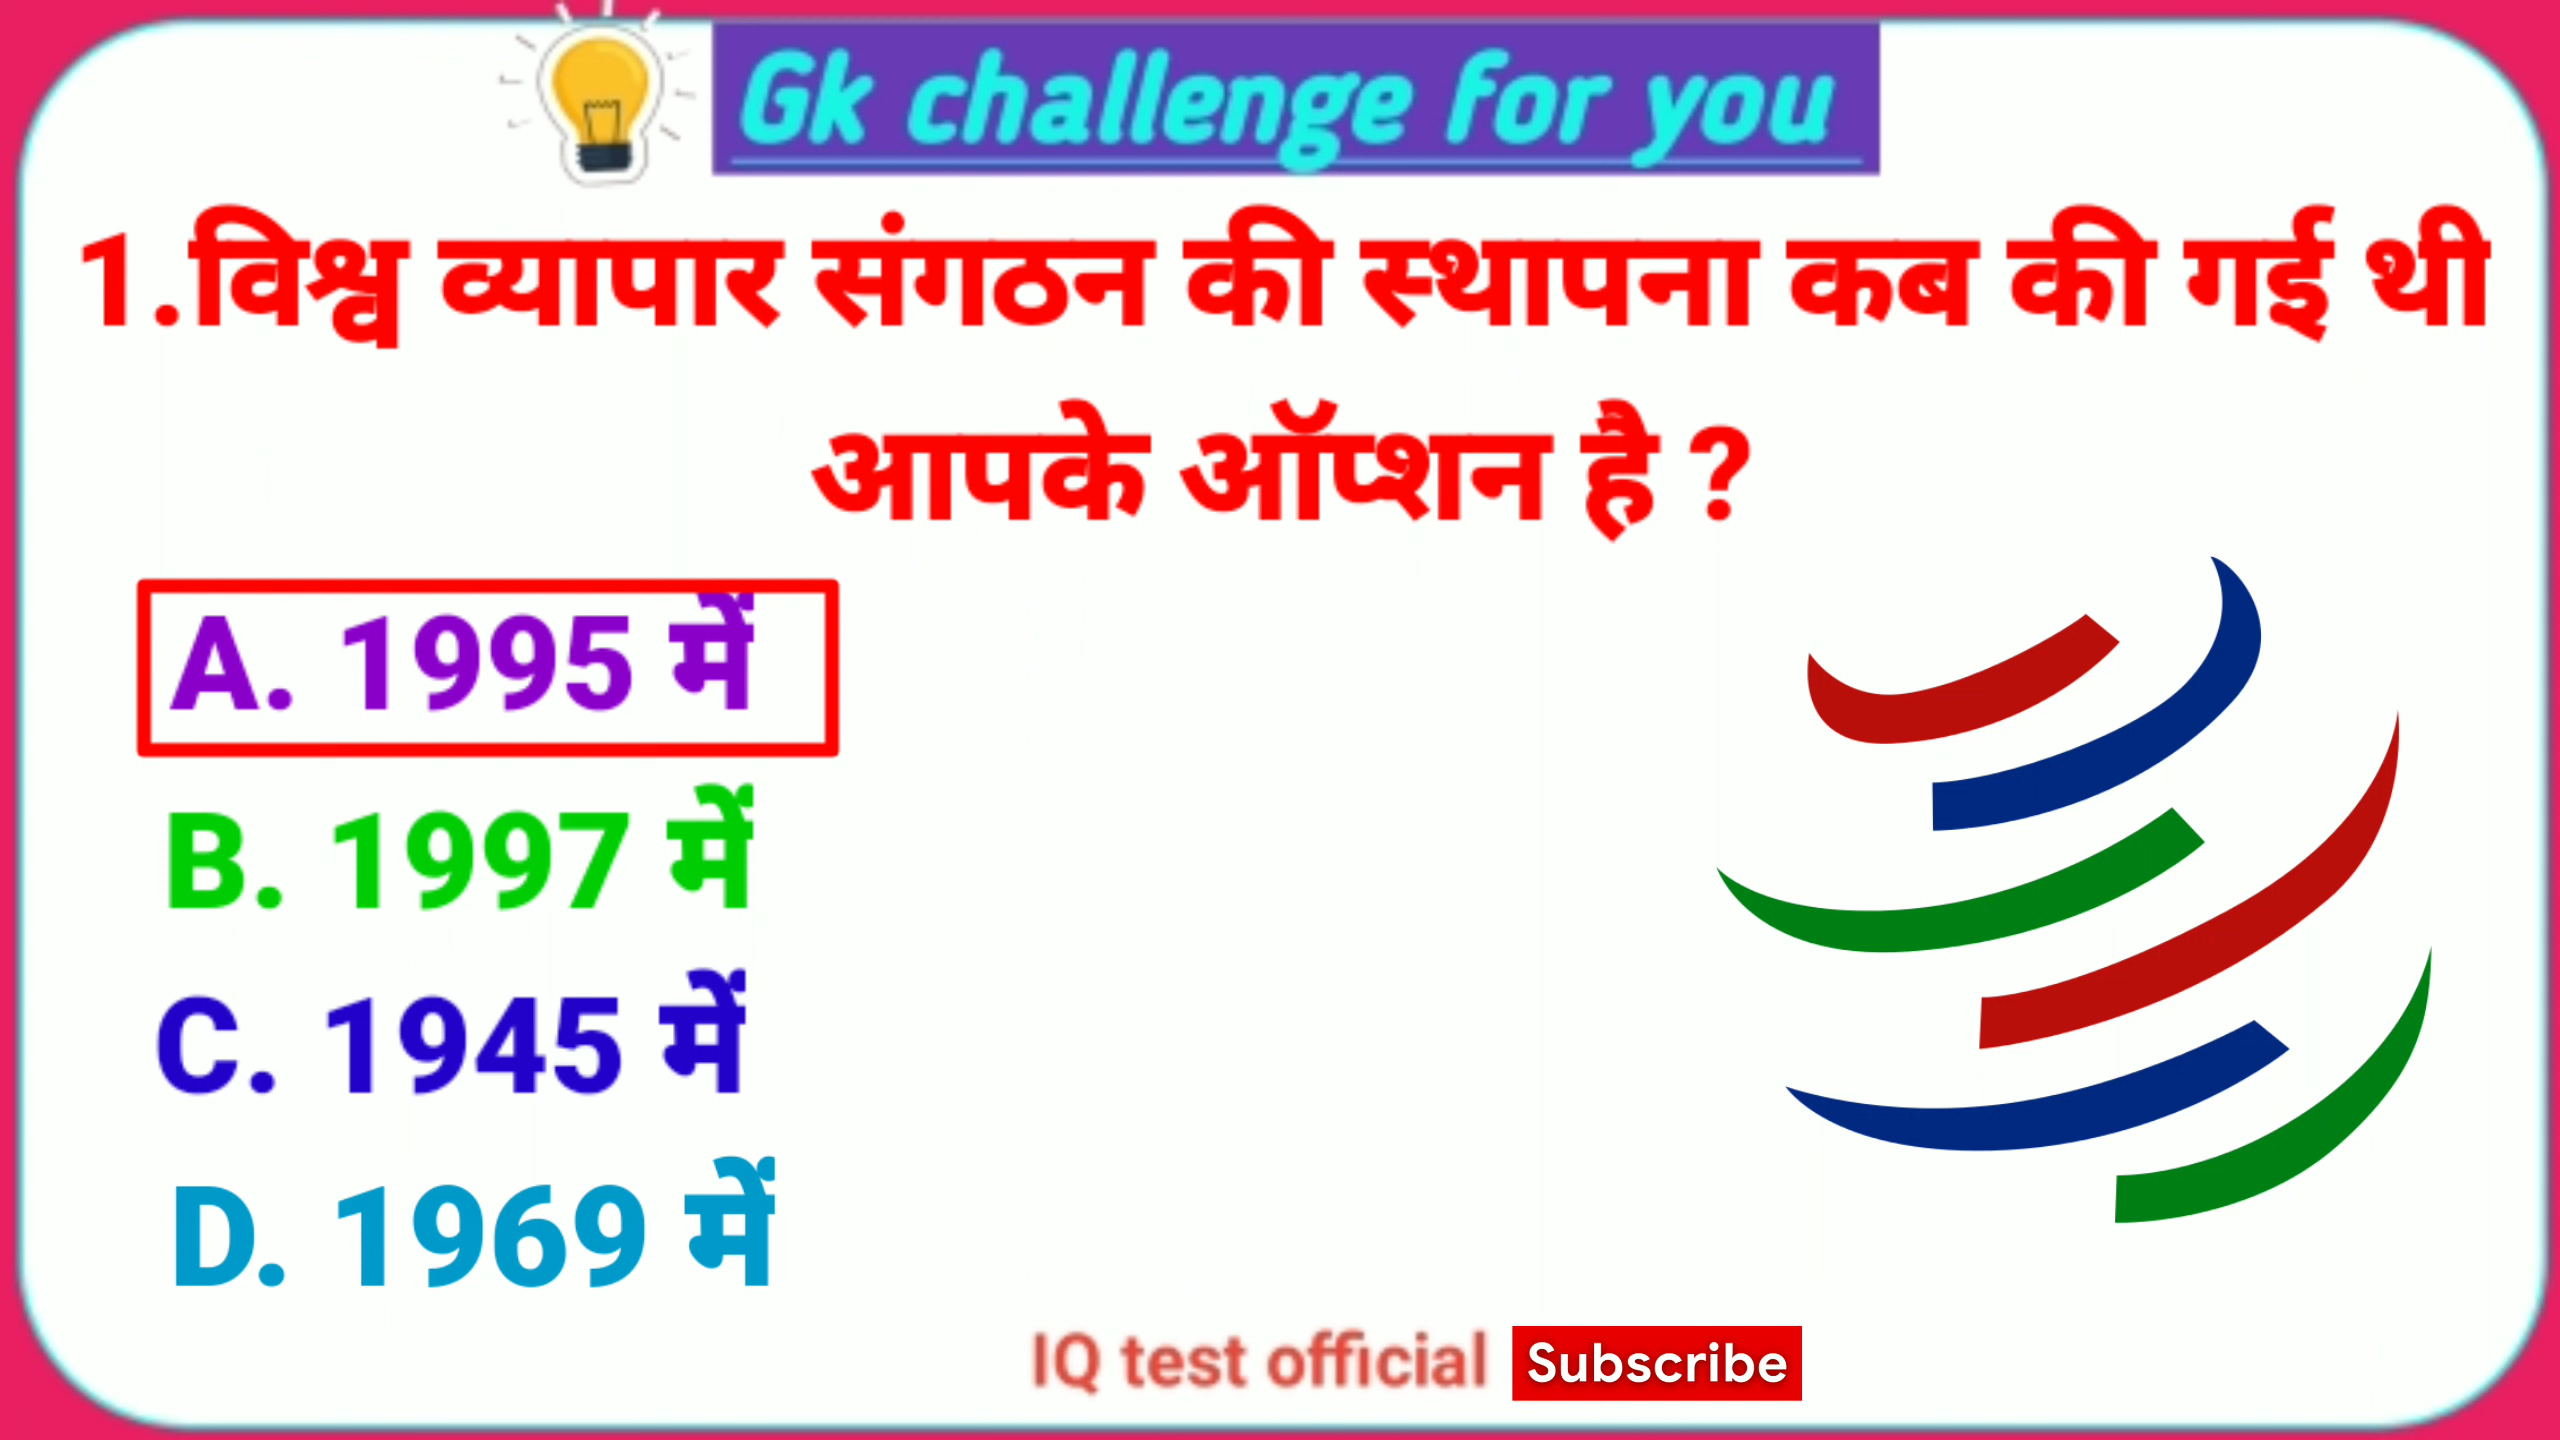 Gk challenge for you
1.विश्व व्यापार संगठन की स्थापना कब की गई थी
आपके ऑप्शन है ?
A. 1995 में
B. 1997 में
C. 1945 में
D. 1969 में
IQ test official Subscribe